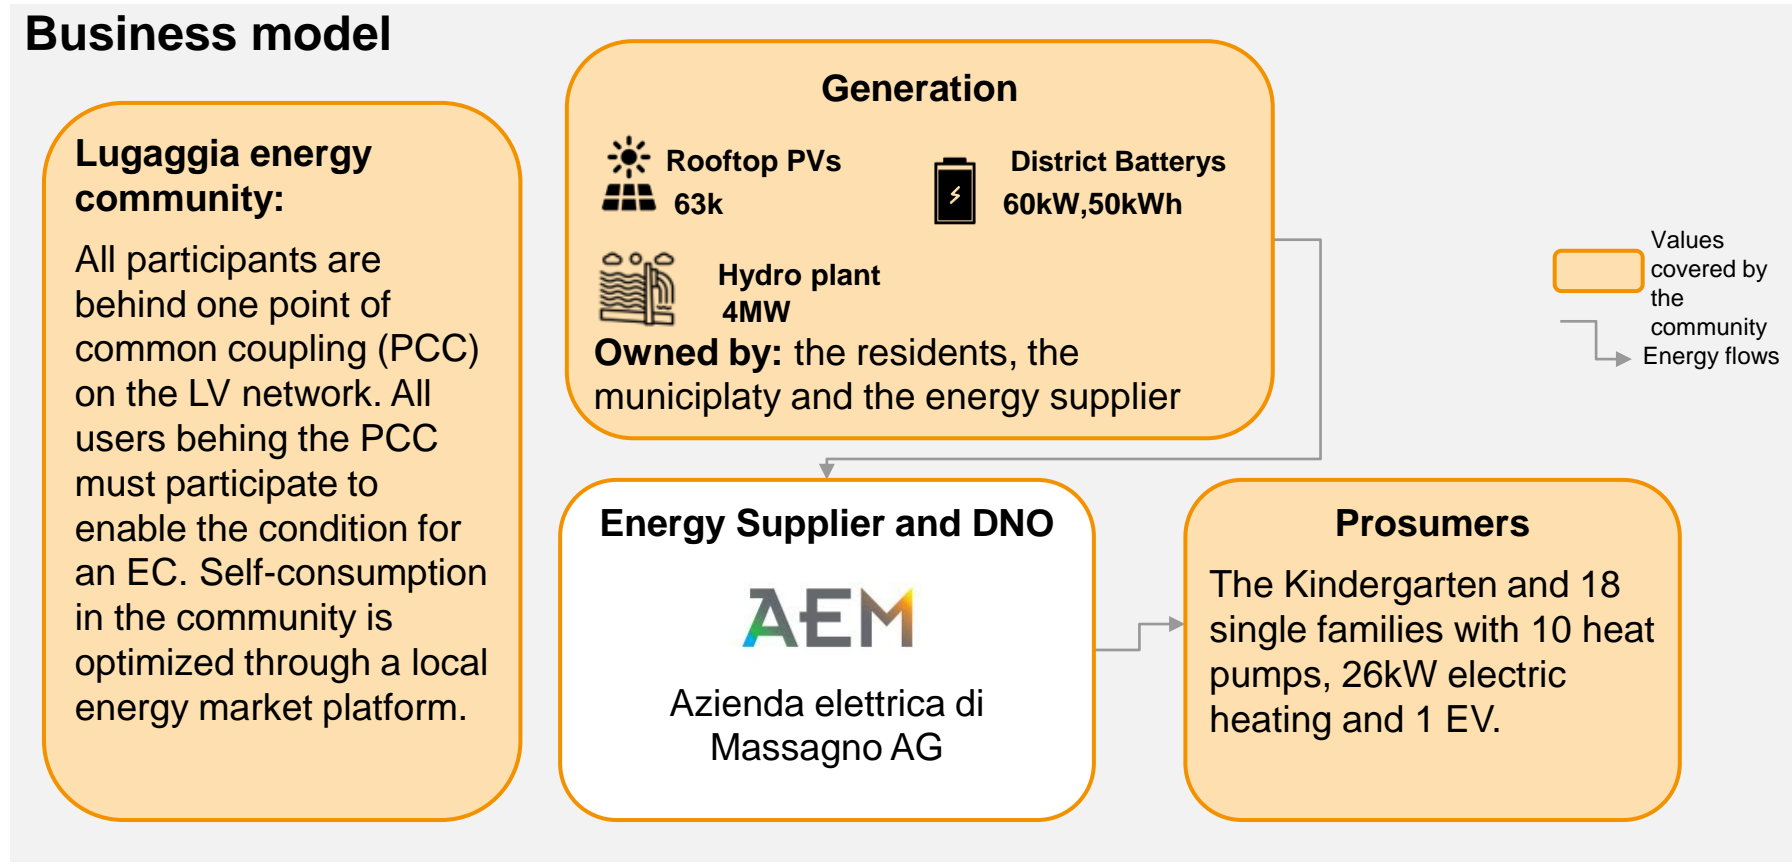 Business model
Lugaggia energy
community:
All participants are
behind one point of
common coupling (PCC)
on the LV network. All
users behing the PCC
must participate to
enable the condition for
an EC. Self-consumption
in the community is
optimized through a local
energy market platform.
Generation
Rooftop PVs
63k
District Batterys
60kW,50kWh
Hydro plant
4MW
Owned by: the residents, the
municiplaty and the energy supplier
Energy Supplier and DNO
AEM
Azienda elettrica di
Massagno AG
Prosumers
The Kindergarten and 18
single families with 10 heat
pumps, 26kW electric
heating and 1 EV.
Values
covered by
the
community
Energy flows